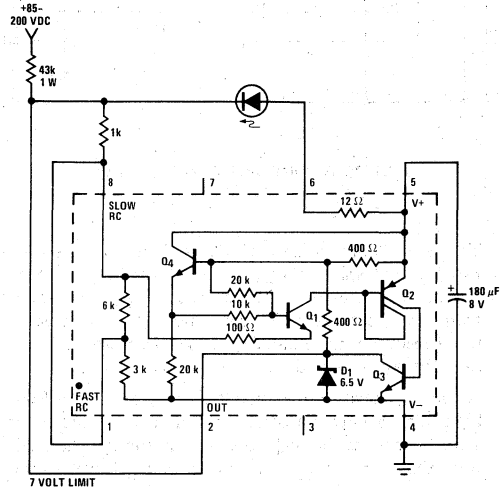 +85-
200 VDC
43k
1 W
1k
8
7
6
5
SLOW
RC
12 Ω
V+
Q4
400 Ω
20 k
Q2
180 µF
8 V
+
6 k
10 k
Q1
100 Ω
400 Ω
3 k
20 k
D1
6.5 V
Q3
FAST
RC
OUT
V−
1
2
3
4
7 VOLT LIMIT